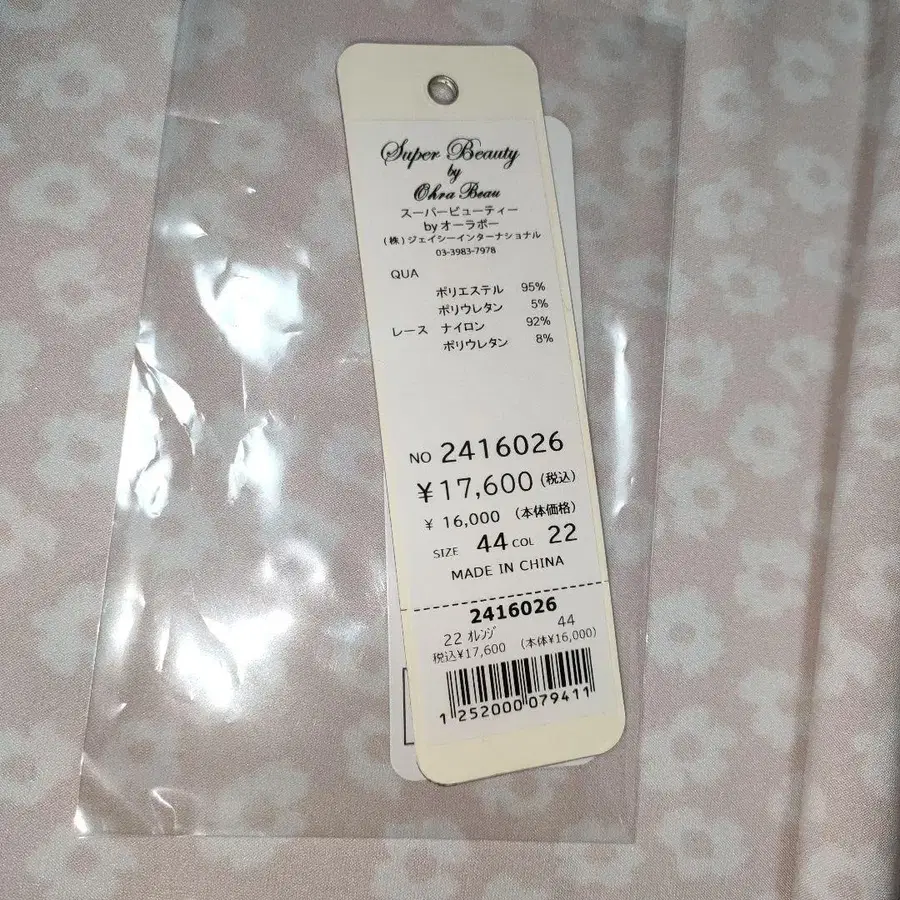 Super Beauty
by
Ohra Beau
スーパービューティー
by オーラボー
(株)ジェイシーインターナショナル
03-3983-7978
QUA
ポリエステル 95%
ポリウレタン 5%
レース ナイロン 92%
ポリウレタン 8%
NO 2416026
¥17,600 (税込)
¥ 16,000 (本体価格)
SIZE 44 COL 22
MADE IN CHINA
2416026
22 オレンジ 44
税込¥17,600 (本体¥16,000)
1 252000 079411